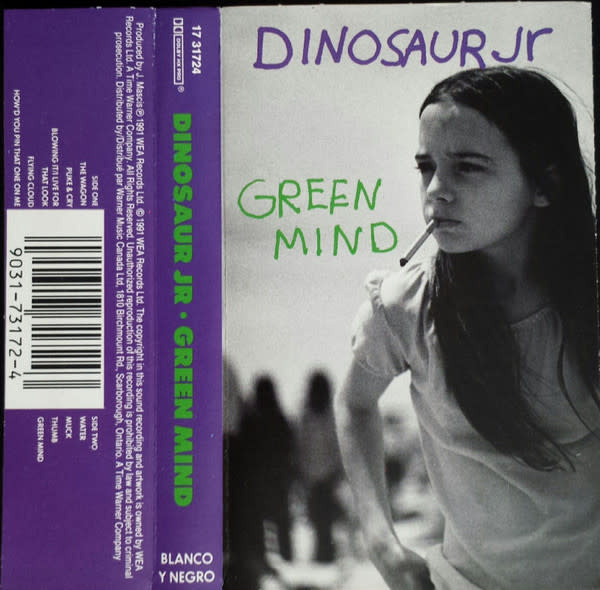 DINOSAUR Jr
GREEN
MIND
17 31724
DOLBY HX PRO
®
DINOSAUR JR • GREEN MIND
BLANCO
Y NEGRO
Produced by J. Mascis ℗ 1991 WEA Records Ltd. © 1991 WEA Records Ltd. The copyright in this sound recording and artwork is owned by WEA
Records Ltd. A Time Warner Company. All Rights Reserved. Unauthorized reproduction of this recording is prohibited by law and subject to criminal
prosecution. Distributed by/Distribué par Warner Music Canada Ltd, 1810 Birchmount Rd., Scarborough, Ontario. A Time Warner Company
SIDE ONE
THE WAGON
PUKE & CRY
BLOWING IT/I LIVE FOR
THAT LOOK
FLYING CLOUD
HOW'D YOU PIN THAT ONE ON ME
9031-73172-4
SIDE TWO
WATER
MUCK
THUMB
GREEN MIND